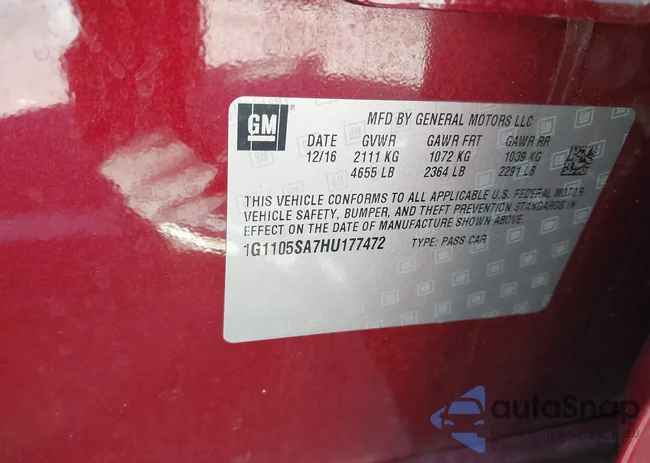 GM
MFD BY GENERAL MOTORS LLC
DATE GVWR GAWR FRT GAWR RR
12/16 2111 KG 1072 KG 1039 KG
4655 LB 2364 LB 2291 LB
THIS VEHICLE CONFORMS TO ALL APPLICABLE U.S. FEDERAL MOTOR
VEHICLE SAFETY, BUMPER, AND THEFT PREVENTION STANDARDS IN
EFFECT ON THE DATE OF MANUFACTURE SHOWN ABOVE.
1G1105SA7HU177472 TYPE: PASS CAR
autoSnap